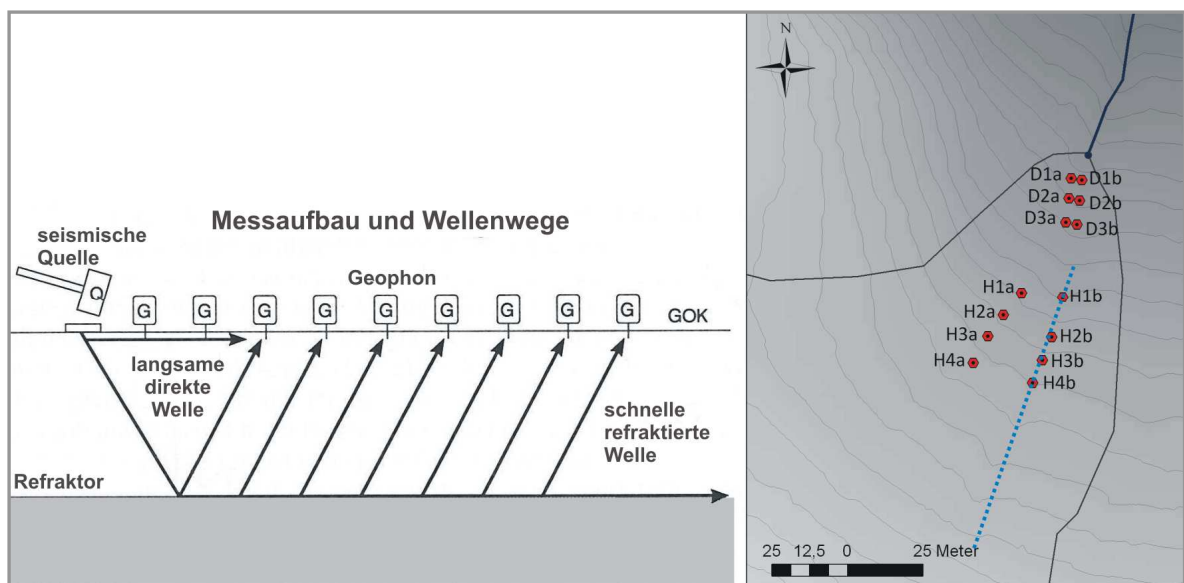 Messaufbau und Wellenwege
seismische
Quelle
Q
Geophon
G G G G G G G G G
GOK
langsame
direkte
Welle
schnelle
refraktierte
Welle
Refraktor
N
D1a D1b
D2a D2b
D3a D3b
H1a H1b
H2a H2b
H3a H3b
H4a H4b
25 12,5 0 25 Meter